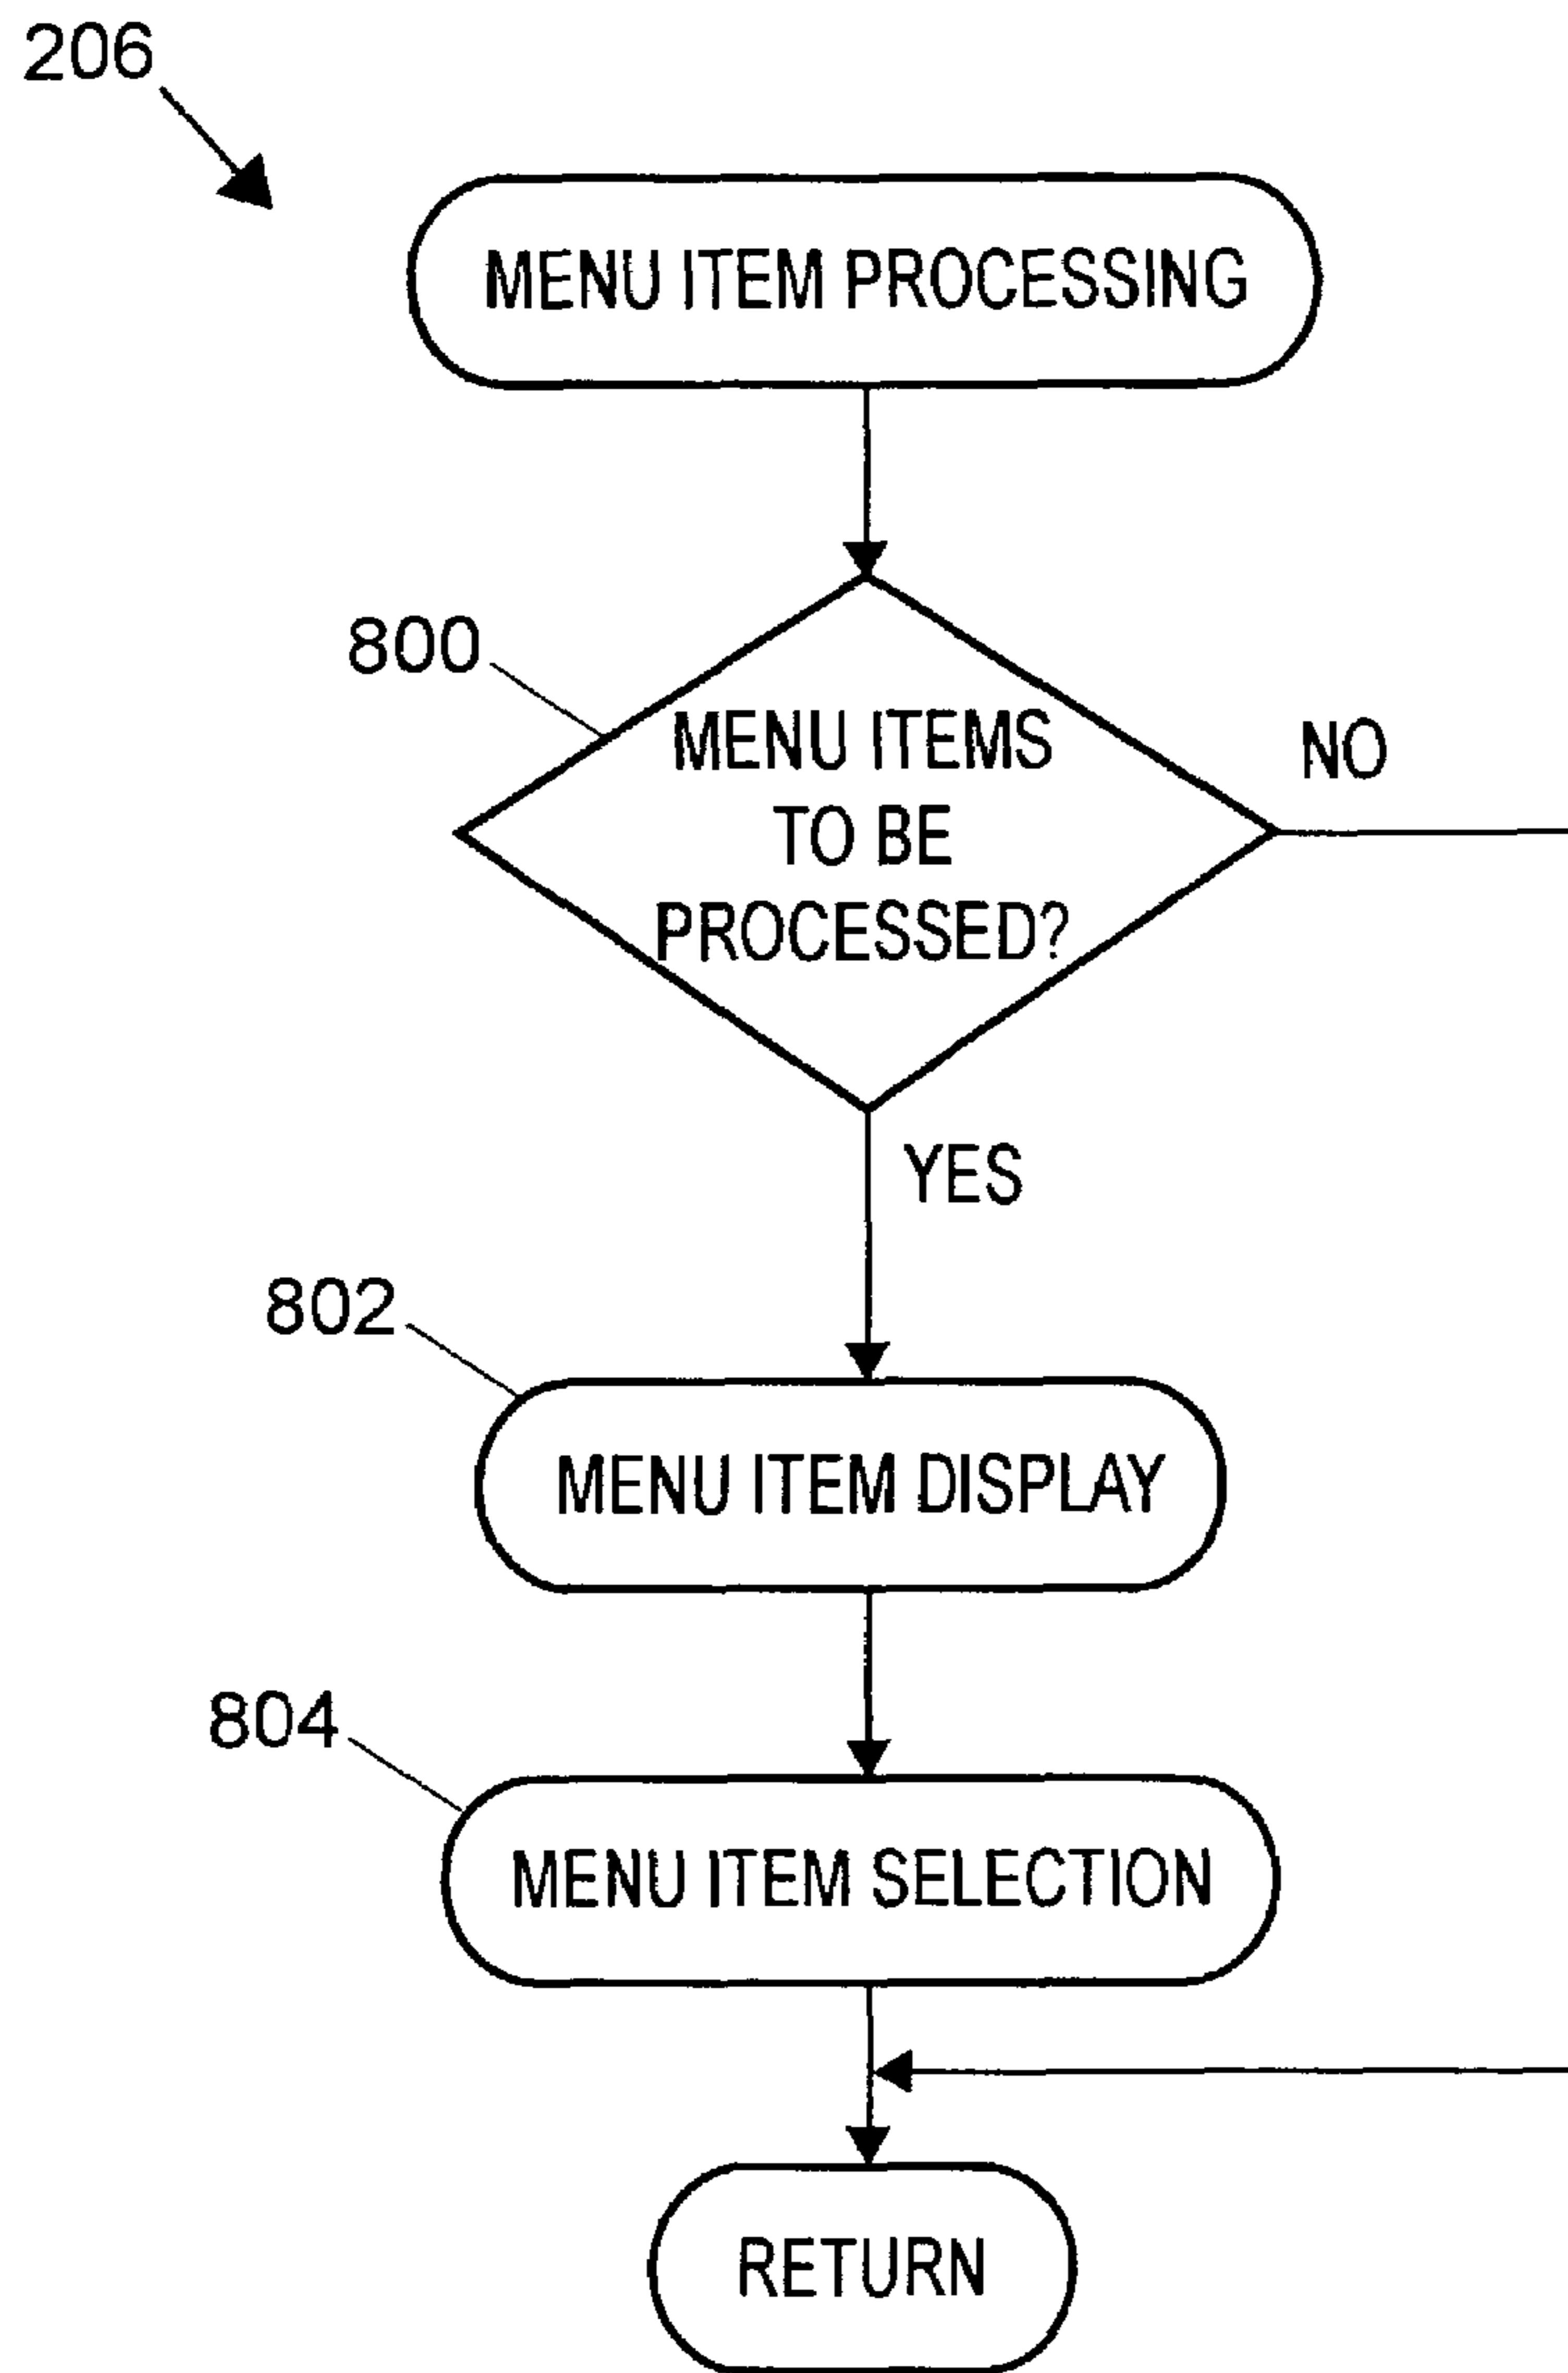 206
MENU ITEM PROCESSING
800
MENU ITEMS
TO BE
PROCESSED?
NO
YES
802
MENU ITEM DISPLAY
804
MENU ITEM SELECTION
RETURN